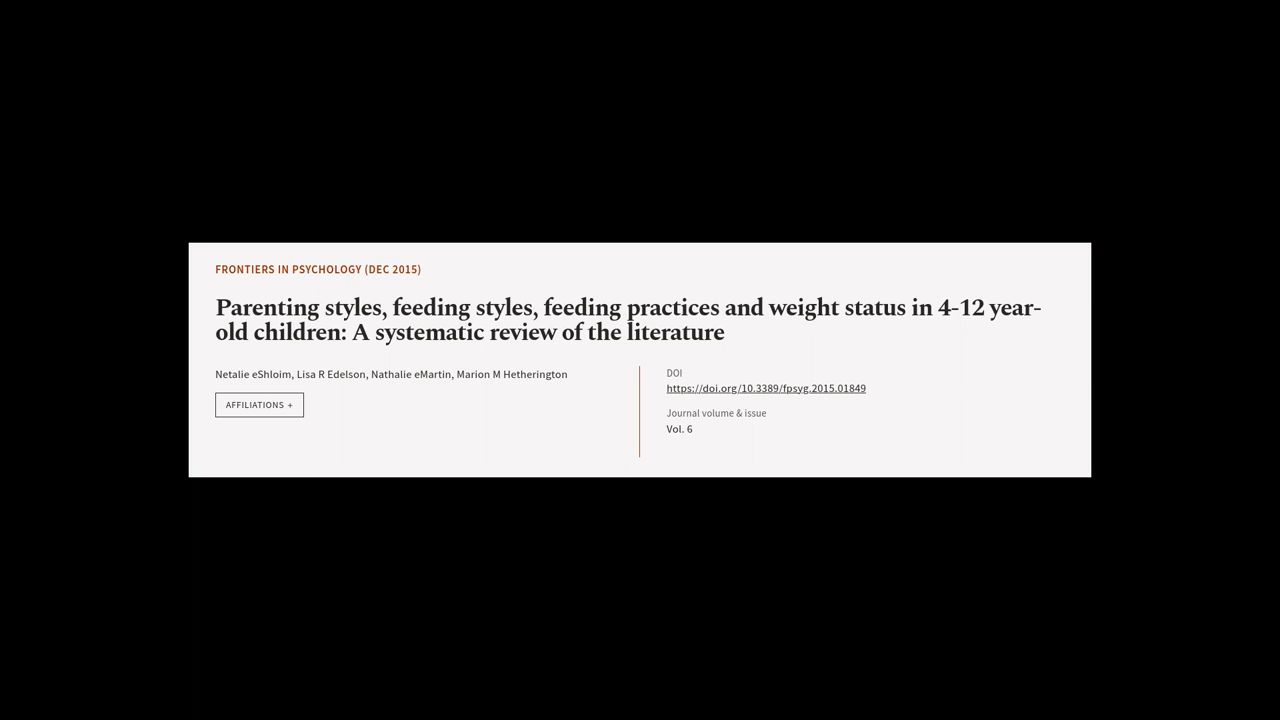 FRONTIERS IN PSYCHOLOGY (DEC 2015)
Parenting styles, feeding styles, feeding practices and weight status in 4-12 year-
old children: A systematic review of the literature
Netalie eShloim, Lisa R Edelson, Nathalie eMartin, Marion M Hetherington
AFFILIATIONS +
DOI
https://doi.org/10.3389/fpsyg.2015.01849
Journal volume & issue
Vol. 6